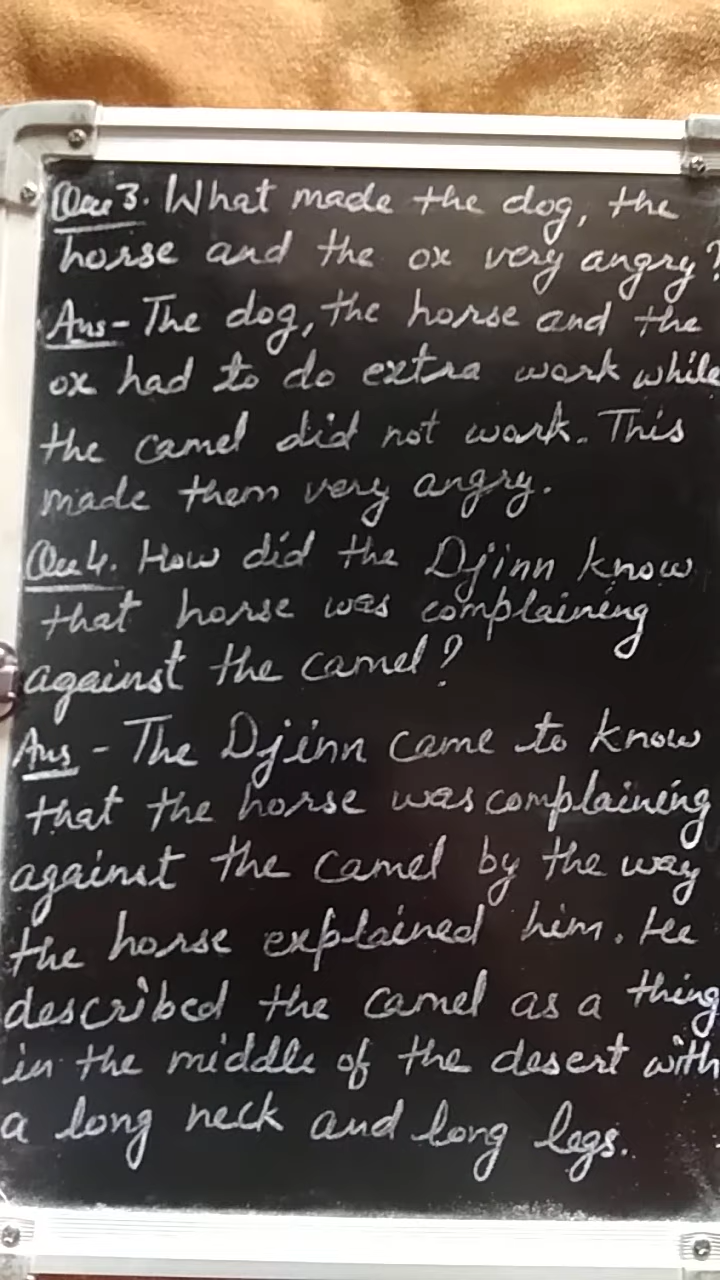 Que 3. What made the dog, the
horse and the ox very angry?
Ans- The dog, the horse and the
ox had to do extra work while
the camel did not work. This
made them very angry.
Que 4. How did the Djinn know
that horse was complaining
against the camel?
Ans - The Djinn came to know
that the horse was complaining
against the camel by the way
the horse explained him. He
described the camel as a thing
in the middle of the desert with
a long neck and long legs.